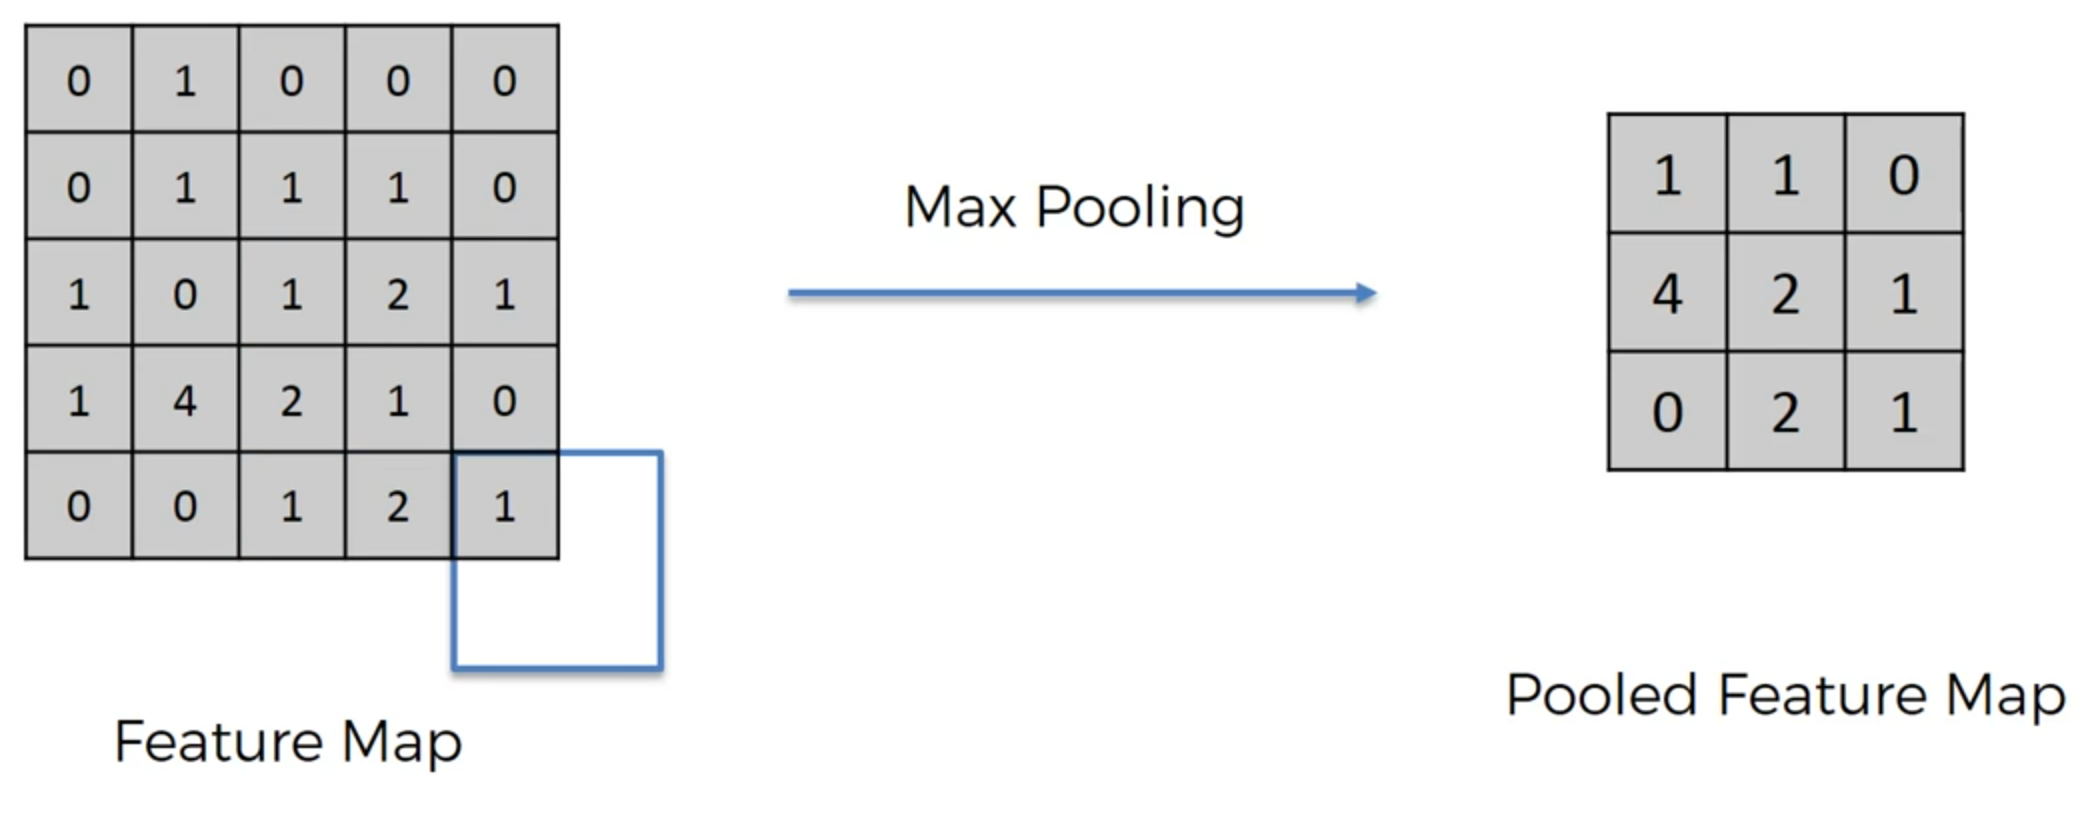 0 1 0 0 0
0 1 1 1 0
1 0 1 2 1
1 4 2 1 0
0 0 1 2 1
Feature Map
Max Pooling
1 1 0
4 2 1
0 2 1
Pooled Feature Map